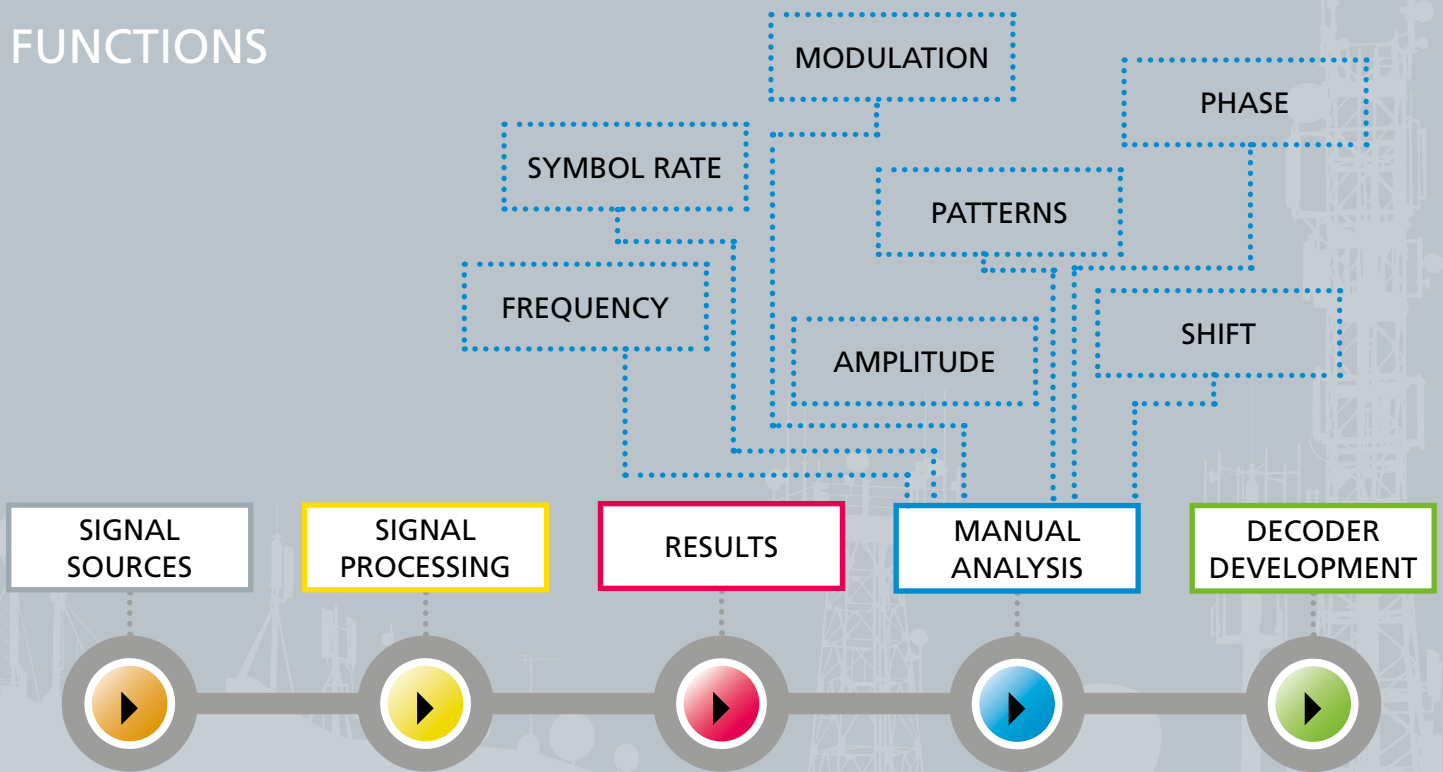 FUNCTIONS
MODULATION
PHASE
SYMBOL RATE
PATTERNS
FREQUENCY
AMPLITUDE
SHIFT
SIGNAL
SOURCES
SIGNAL
PROCESSING
RESULTS
MANUAL
ANALYSIS
DECODER
DEVELOPMENT